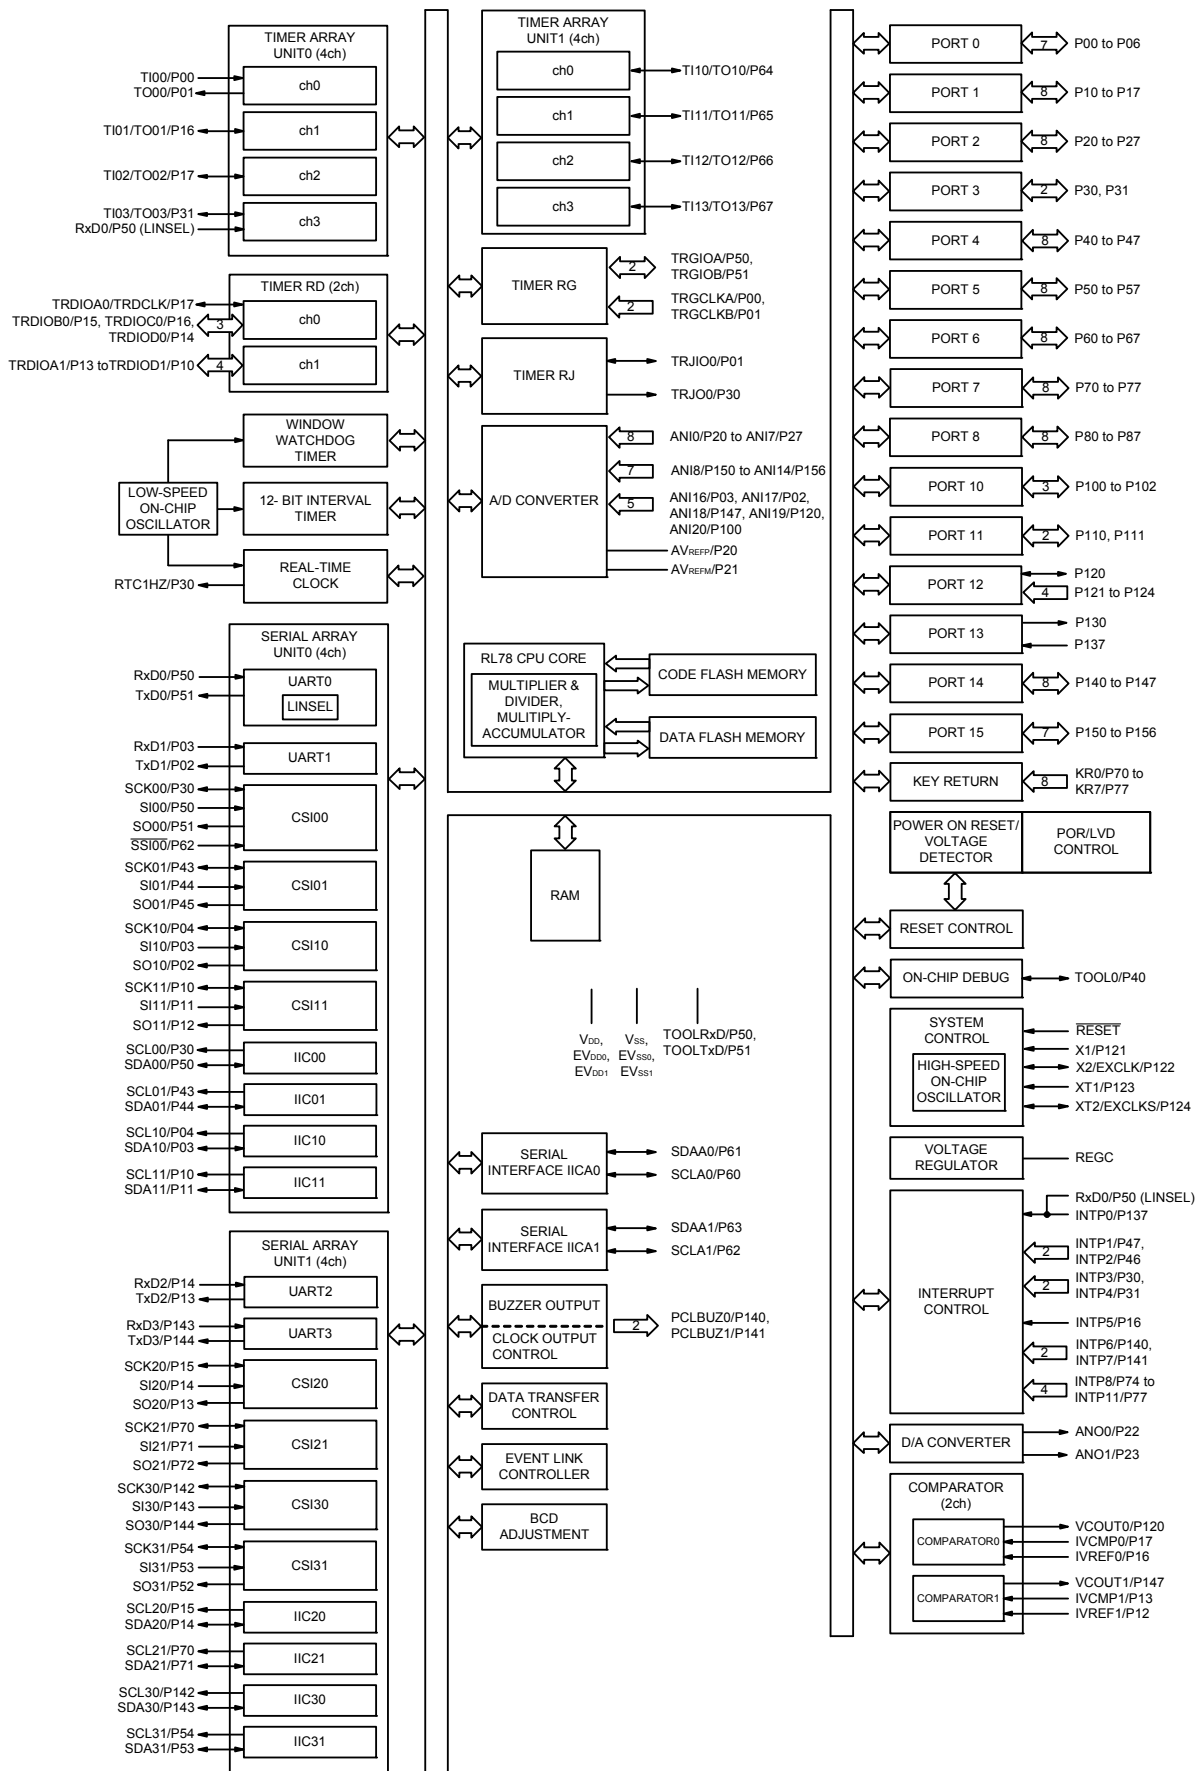 TIMER ARRAY
UNIT0 (4ch)
TI00/P00
TO00/P01
ch0
TI01/TO01/P16
ch1
TI02/TO02/P17
ch2
TI03/TO03/P31
RxD0/P50 (LINSEL)
ch3
TIMER RD (2ch)
TRDIOA0/TRDCLK/P17
TRDIOB0/P15, TRDIOC0/P16,
TRDIOD0/P14
3
ch0
TRDIOA1/P13 toTRDIOD1/P10
4
ch1
WINDOW
WATCHDOG
TIMER
LOW-SPEED
ON-CHIP
OSCILLATOR
12- BIT INTERVAL
TIMER
REAL-TIME
CLOCK
RTC1HZ/P30
SERIAL ARRAY
UNIT0 (4ch)
RxD0/P50
TxD0/P51
UART0
LINSEL
RxD1/P03
TxD1/P02
UART1
SCK00/P30
SI00/P50
SO00/P51
SSI00/P62
CSI00
SCK01/P43
SI01/P44
SO01/P45
CSI01
SCK10/P04
SI10/P03
SO10/P02
CSI10
SCK11/P10
SI11/P11
SO11/P12
CSI11
SCL00/P30
SDA00/P50
IIC00
SCL01/P43
SDA01/P44
IIC01
SCL10/P04
SDA10/P03
IIC10
SCL11/P10
SDA11/P11
IIC11
SERIAL ARRAY
UNIT1 (4ch)
RxD2/P14
TxD2/P13
UART2
RxD3/P143
TxD3/P144
UART3
SCK20/P15
SI20/P14
SO20/P13
CSI20
SCK21/P70
SI21/P71
SO21/P72
CSI21
SCK30/P142
SI30/P143
SO30/P144
CSI30
SCK31/P54
SI31/P53
SO31/P52
CSI31
SCL20/P15
SDA20/P14
IIC20
SCL21/P70
SDA21/P71
IIC21
SCL30/P142
SDA30/P143
IIC30
SCL31/P54
SDA31/P53
IIC31
TIMER ARRAY
UNIT1 (4ch)
ch0
TI10/TO10/P64
ch1
TI11/TO11/P65
ch2
TI12/TO12/P66
ch3
TI13/TO13/P67
TIMER RG
2
TRGIOA/P50,
TRGIOB/P51
2
TRGCLKA/P00,
TRGCLKB/P01
TIMER RJ
TRJIO0/P01
TRJO0/P30
A/D CONVERTER
8
ANI0/P20 to ANI7/P27
7
ANI8/P150 to ANI14/P156
5
ANI16/P03, ANI17/P02,
ANI18/P147, ANI19/P120,
ANI20/P100
AVREFP/P20
AVREFM/P21
RL78 CPU CORE
MULTIPLIER &
DIVIDER,
MULITIPLY-
ACCUMULATOR
CODE FLASH MEMORY
DATA FLASH MEMORY
RAM
VDD,
EVDD0,
EVDD1
VSS,
EVSS0,
EVSS1
TOOLRxD/P50,
TOOLTxD/P51
SERIAL
INTERFACE IICA0
SDAA0/P61
SCLA0/P60
SERIAL
INTERFACE IICA1
SDAA1/P63
SCLA1/P62
BUZZER OUTPUT
CLOCK OUTPUT
CONTROL
2
PCLBUZ0/P140,
PCLBUZ1/P141
DATA TRANSFER
CONTROL
EVENT LINK
CONTROLLER
BCD
ADJUSTMENT
PORT 0
7
P00 to P06
PORT 1
8
P10 to P17
PORT 2
8
P20 to P27
PORT 3
2
P30, P31
PORT 4
8
P40 to P47
PORT 5
8
P50 to P57
PORT 6
8
P60 to P67
PORT 7
8
P70 to P77
PORT 8
8
P80 to P87
PORT 10
3
P100 to P102
PORT 11
2
P110, P111
PORT 12
P120
4
P121 to P124
PORT 13
P130
P137
PORT 14
8
P140 to P147
PORT 15
7
P150 to P156
KEY RETURN
8
KR0/P70 to
KR7/P77
POWER ON RESET/
VOLTAGE
DETECTOR
POR/LVD
CONTROL
RESET CONTROL
ON-CHIP DEBUG
TOOL0/P40
SYSTEM
CONTROL
HIGH-SPEED
ON-CHIP
OSCILLATOR
RESET
X1/P121
X2/EXCLK/P122
XT1/P123
XT2/EXCLKS/P124
VOLTAGE
REGULATOR
REGC
INTERRUPT
CONTROL
RxD0/P50 (LINSEL)
INTP0/P137
2
INTP1/P47,
INTP2/P46
2
INTP3/P30,
INTP4/P31
INTP5/P16
2
INTP6/P140,
INTP7/P141
4
INTP8/P74 to
INTP11/P77
D/A CONVERTER
ANO0/P22
ANO1/P23
COMPARATOR
(2ch)
COMPARATOR0
VCOUT0/P120
IVCMP0/P17
IVREF0/P16
COMPARATOR1
VCOUT1/P147
IVCMP1/P13
IVREF1/P12